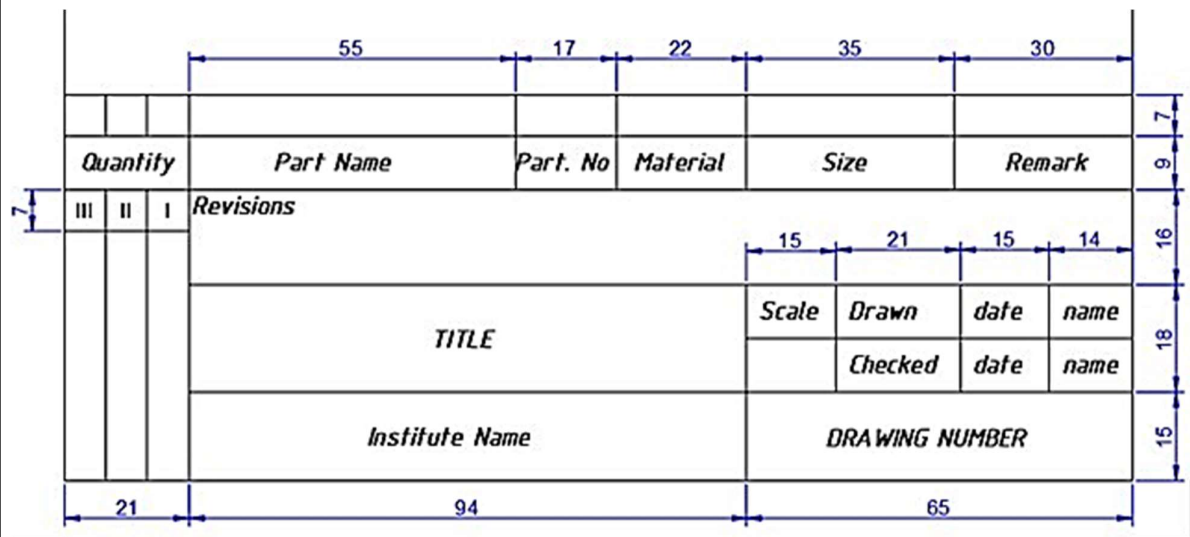 55 17 22 35 30
7
Quantity Part Name Part. No Material Size Remark
9
7 III II I Revisions
16
15 21 15 14
Scale Drawn date name
TITLE
18
Checked date name
Institute Name DRAWING NUMBER
15
21 94 65